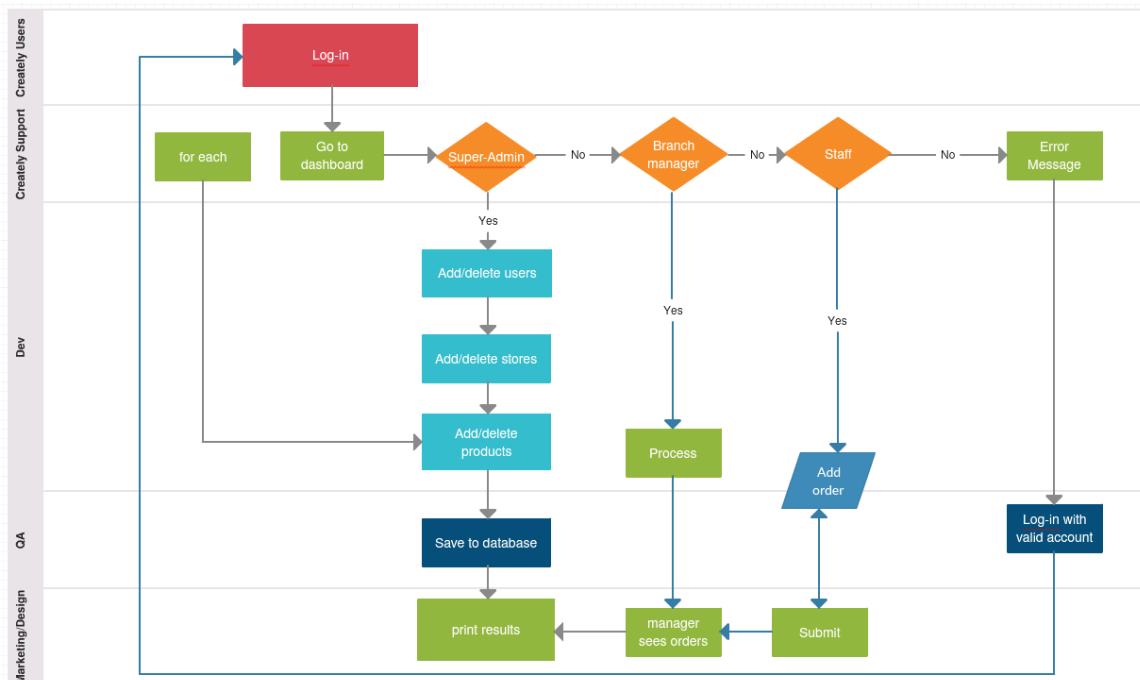 Creately Users
Log-in
Creately Support
for each
Go to
dashboard
Super-Admin
No
Branch
manager
No
Staff
No
Error
Message
Dev
Yes
Add/delete users
Yes
Yes
Add/delete stores
Add/delete
products
Process
Add
order
QA
Save to database
Log-in with
valid account
Marketing/Design
print results
manager
sees orders
Submit